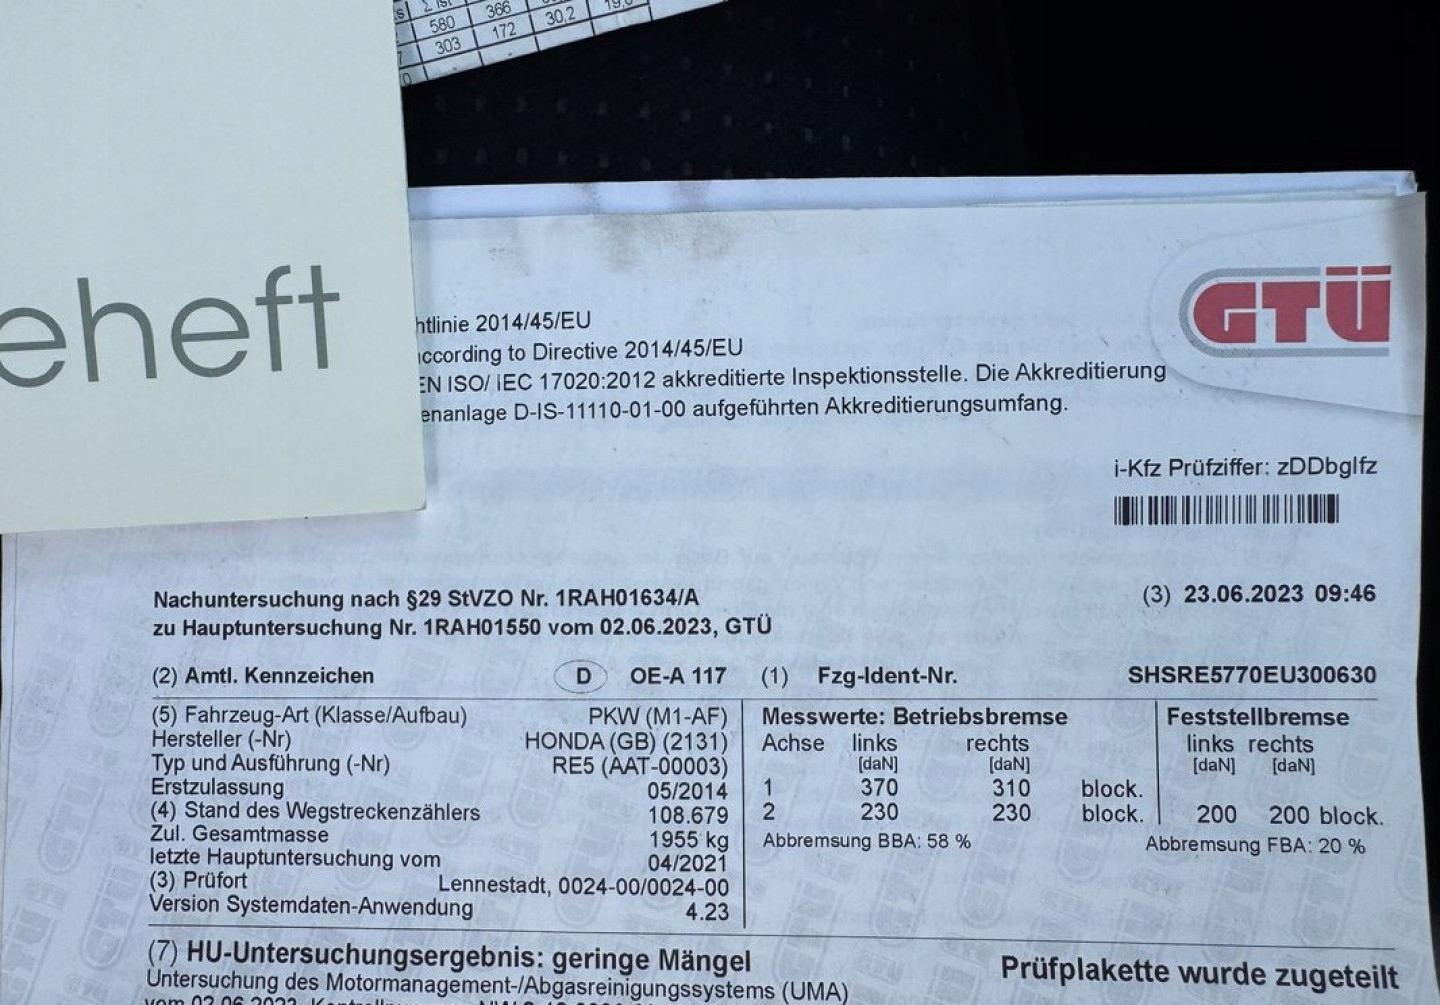 580 366 30,2
303 172
eheft
GTÜ
htlinie 2014/45/EU
according to Directive 2014/45/EU
EN ISO/ IEC 17020:2012 akkreditierte Inspektionsstelle. Die Akkreditierung
enanlage D-IS-11110-01-00 aufgeführten Akkreditierungsumfang.
i-Kfz Prüfziffer: zDDbglfz
Nachuntersuchung nach §29 StVZO Nr. 1RAH01634/A
(3) 23.06.2023 09:46
zu Hauptuntersuchung Nr. 1RAH01550 vom 02.06.2023, GTÜ
(2) Amtl. Kennzeichen D OE-A 117 (1) Fzg-Ident-Nr. SHSRE5770EU300630
(5) Fahrzeug-Art (Klasse/Aufbau) PKW (M1-AF)
Hersteller (-Nr) HONDA (GB) (2131)
Typ und Ausführung (-Nr) RE5 (AAT-00003)
Erstzulassung 05/2014
(4) Stand des Wegstreckenzählers 108.679
Zul. Gesamtmasse 1955 kg
letzte Hauptuntersuchung vom 04/2021
(3) Prüfort Lennestadt, 0024-00/0024-00
Version Systemdaten-Anwendung 4.23
Messwerte: Betriebsbremse
Achse links rechts
[daN] [daN]
1 370 310 block.
2 230 230 block.
Abbremsung BBA: 58 %
Feststellbremse
links rechts
[daN] [daN]
200 200 block.
Abbremsung FBA: 20 %
(7) HU-Untersuchungsergebnis: geringe Mängel
Prüfplakette wurde zugeteilt
Untersuchung des Motormanagement-/Abgasreinigungssystems (UMA)